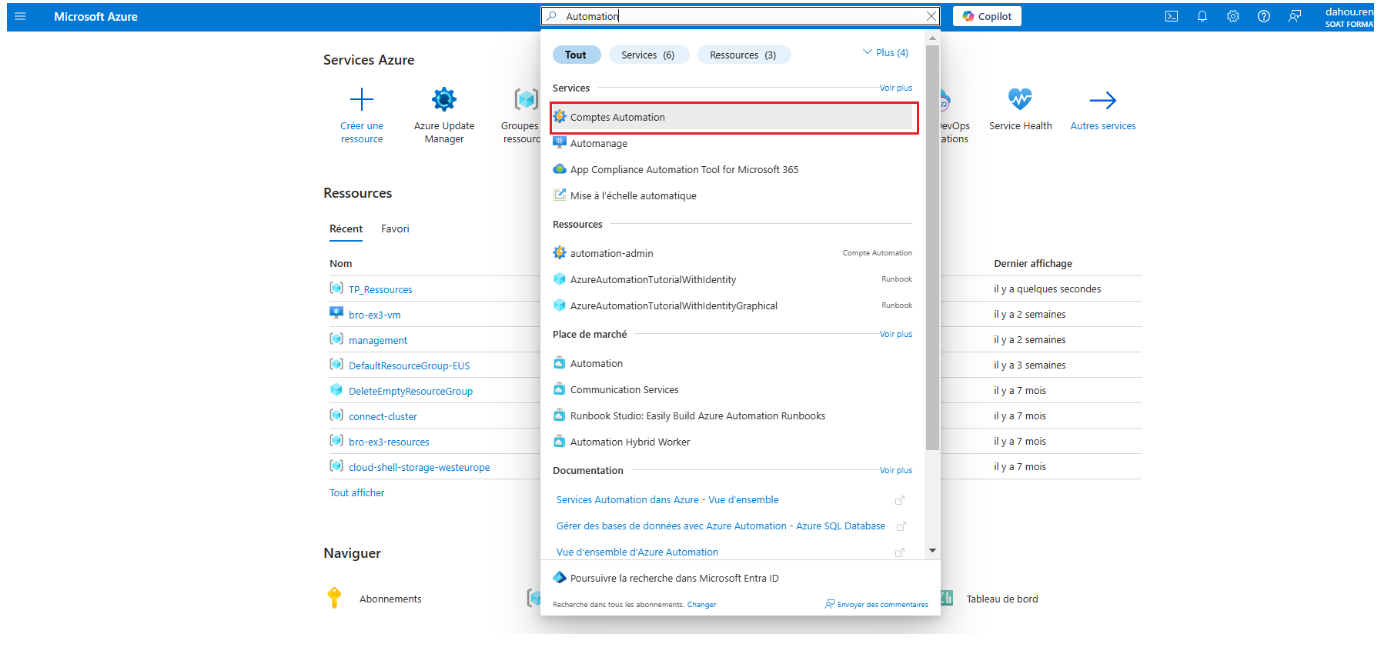 Microsoft Azure
Automation
Copilot
dahou.ren
SOAT FORMAT
Services Azure
Créer une ressource
Azure Update Manager
Groupes
ressourc
evOps
ations
Service Health
Autres services
Tout
Services (6)
Ressources (3)
Plus (4)
Services
Voir plus
Comptes Automation
Automanage
App Compliance Automation Tool for Microsoft 365
Mise à l'échelle automatique
Ressources
automation-admin
Compte Automation
AzureAutomationTutorialWithIdentity
Runbook
AzureAutomationTutorialWithIdentityGraphical
Runbook
Place de marché
Voir plus
Automation
Communication Services
Runbook Studio: Easily Build Azure Automation Runbooks
Automation Hybrid Worker
Documentation
Voir plus
Services Automation dans Azure - Vue d'ensemble
Gérer des bases de données avec Azure Automation - Azure SQL Database
Vue d'ensemble d'Azure Automation
Poursuivre la recherche dans Microsoft Entra ID
Recherche dans tous les abonnements. Changer
Envoyer des commentaires
Ressources
Récent
Favori
Nom
Dernier affichage
TP_Ressources
il y a quelques secondes
bro-ex3-vm
il y a 2 semaines
management
il y a 2 semaines
DefaultResourceGroup-EUS
il y a 3 semaines
DeleteEmptyResourceGroup
il y a 7 mois
connect-cluster
il y a 7 mois
bro-ex3-resources
il y a 7 mois
cloud-shell-storage-westeurope
il y a 7 mois
Tout afficher
Naviguer
Abonnements
Tableau de bord